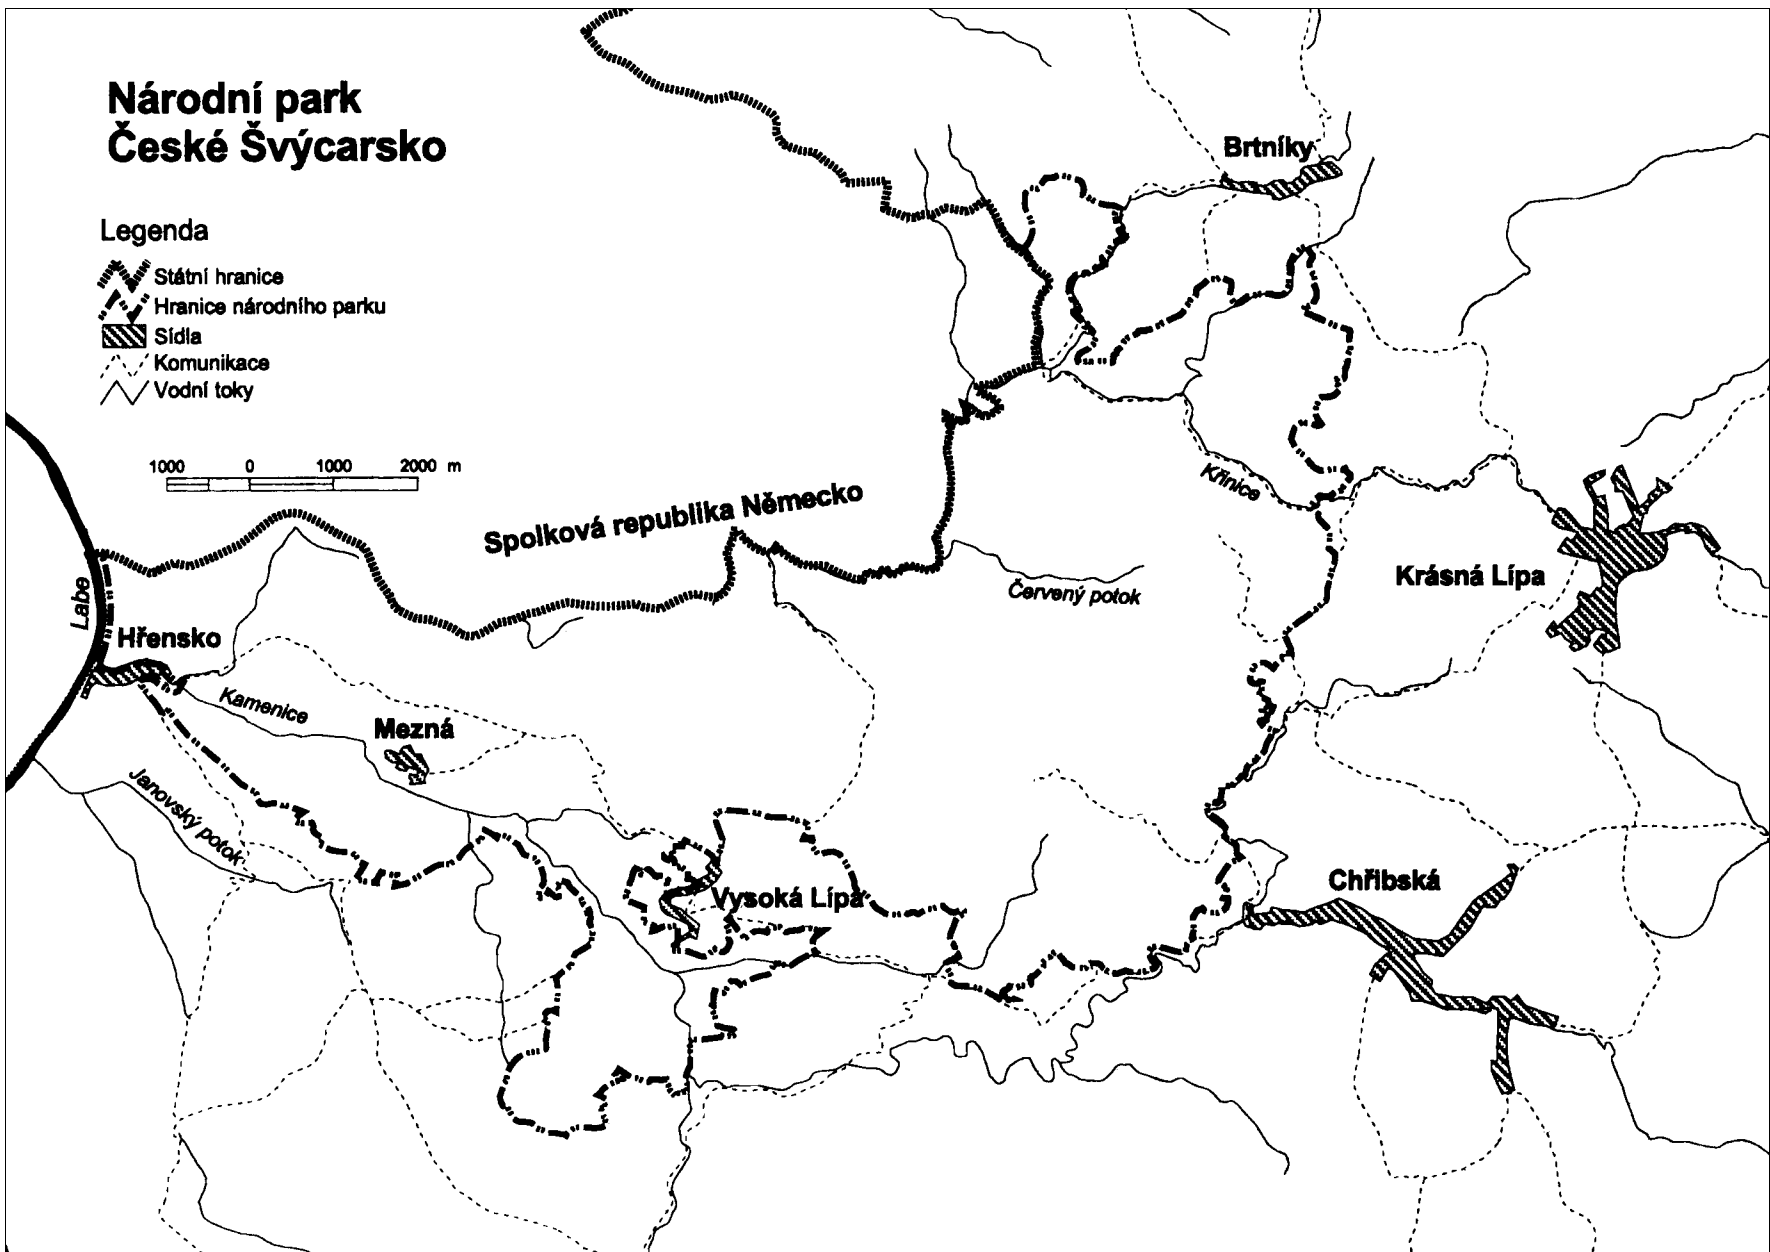 Národní park
České Švýcarsko
Legenda
Státní hranice
Hranice národního parku
Sídla
Komunikace
Vodní toky
1000 0 1000 2000 m
Brtníky
Spolková republika Německo
Křinice
Krásná Lípa
Červený potok
Labe
Hřensko
Kamenice
Mezná
Janovský potok
Vysoká Lípa
Chřibská